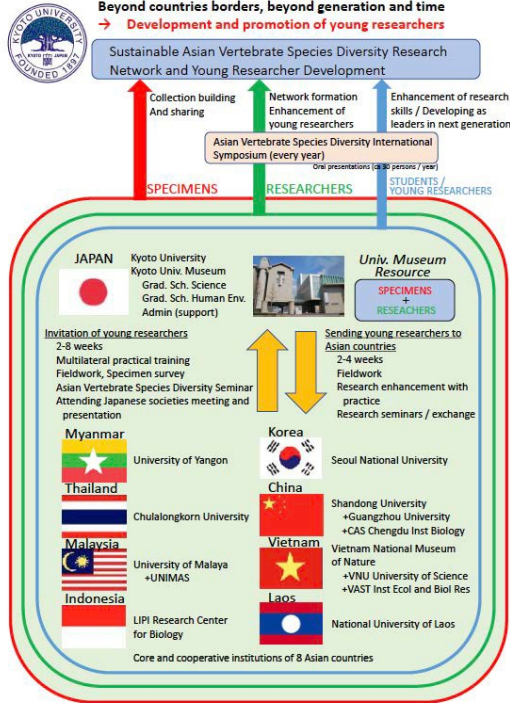 KYOTO UNIVERSITY
KYOTO JAPAN
FOUNDED 1897
Beyond countries borders, beyond generation and time
→ Development and promotion of young researchers
Sustainable Asian Vertebrate Species Diversity Research
Network and Young Researcher Development
Collection building
And sharing
Network formation
Enhancement of
young researchers
Enhancement of research
skills / Developing as
leaders in next generation
Asian Vertebrate Species Diversity International
Symposium (every year)
Oral presentations (ca 30 persons / year)
SPECIMENS
RESEARCHERS
STUDENTS /
YOUNG RESEARCHERS
JAPAN
Kyoto University
Kyoto Univ. Museum
Grad. Sch. Science
Grad. Sch. Human Env.
Admin (support)
Univ. Museum
Resource
SPECIMENS
+
RESEACHERS
Invitation of young researchers
2-8 weeks
Multilateral practical training
Fieldwork, Specimen survey
Asian Vertebrate Species Diversity Seminar
Attending Japanese societies meeting and
presentation
Sending young researchers to
Asian countries
2-4 weeks
Fieldwork
Research enhancement with
practice
Research seminars / exchange
Myanmar
University of Yangon
Thailand
Chulalongkorn University
Malaysia
University of Malaya
+UNIMAS
Indonesia
LIPI Research Center
for Biology
Korea
Seoul National University
China
Shandong University
+Guangzhou University
+CAS Chengdu Inst Biology
Vietnam
Vietnam National Museum
of Nature
+VNU University of Science
+VAST Inst Ecol and Biol Res
Laos
National University of Laos
Core and cooperative institutions of 8 Asian countries